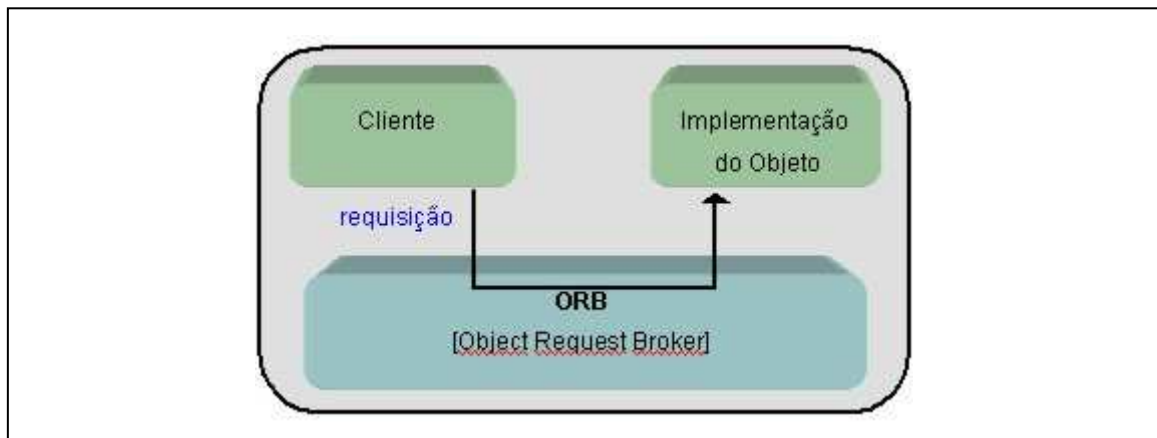 Cliente
Implementação
do Objeto
requisição
ORB
[Object Request Broker]